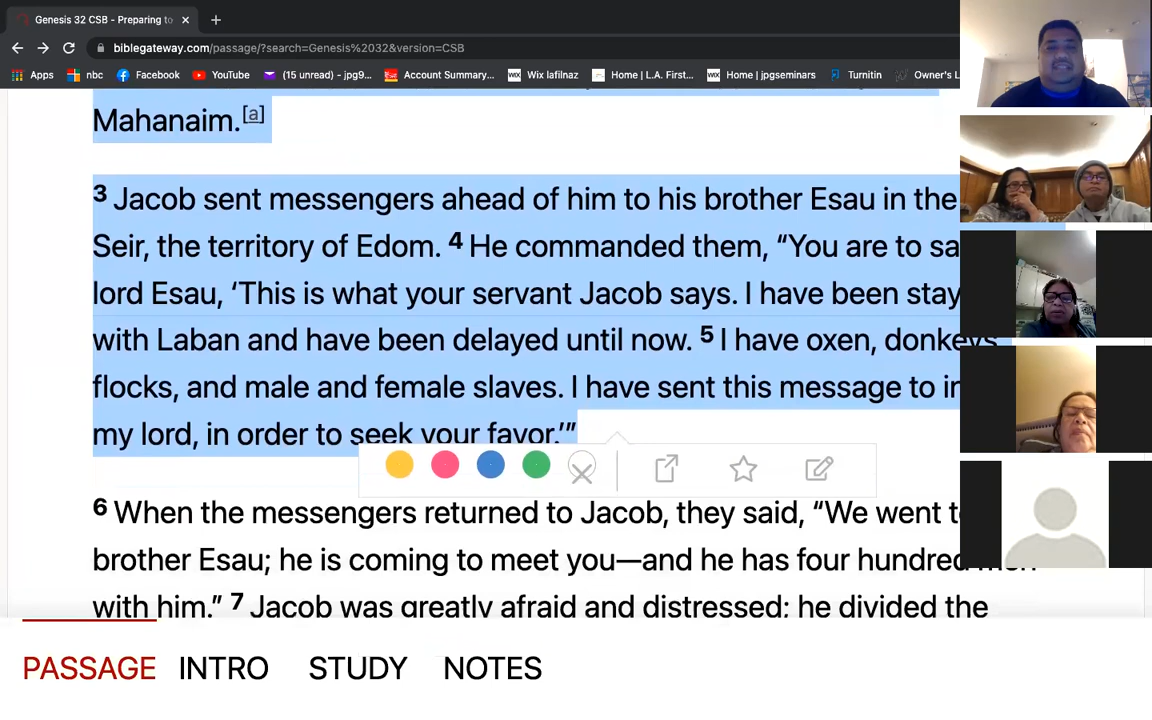 Genesis 32 CSB - Preparing to
biblegateway.com/passage/?search=Genesis%2032&version=CSB
Apps nbc Facebook YouTube (15 unread) - jpg9... Account Summary... Wix lafilnaz Home | L.A. First... Home | jpgseminars Turnitin Owner's L
Mahanaim.[a]
3 Jacob sent messengers ahead of him to his brother Esau in the
Seir, the territory of Edom. 4 He commanded them, “You are to sa
lord Esau, ‘This is what your servant Jacob says. I have been stay
with Laban and have been delayed until now. 5 I have oxen, donkeys,
flocks, and male and female slaves. I have sent this message to in
my lord, in order to seek your favor.’”
6 When the messengers returned to Jacob, they said, “We went t
brother Esau; he is coming to meet you—and he has four hundred men
with him.” 7 Jacob was greatly afraid and distressed; he divided the
PASSAGE INTRO STUDY NOTES